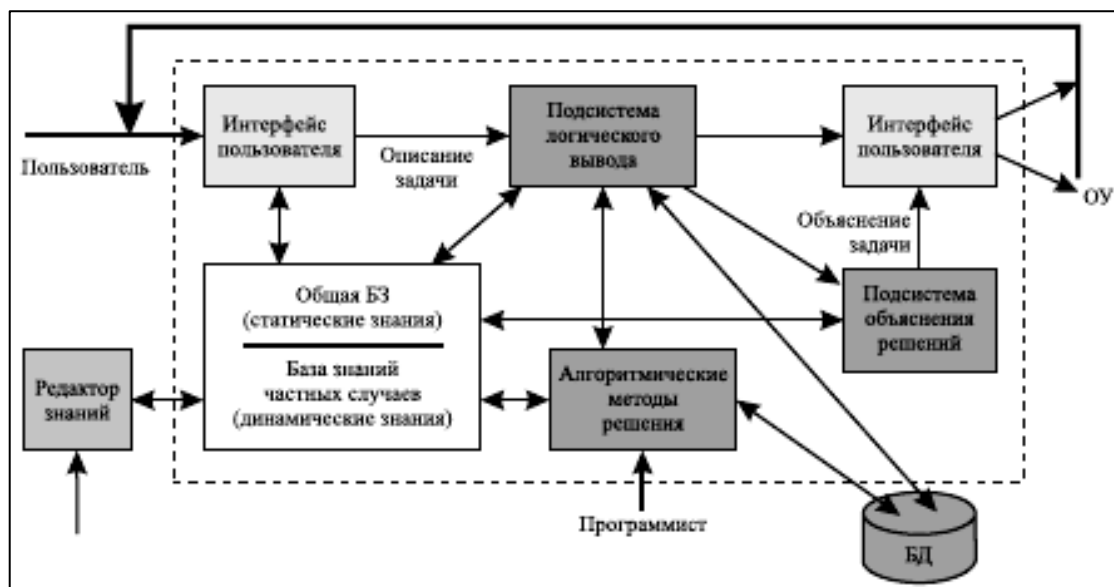 Интерфейс
пользователя
Подсистема
логического
вывода
Интерфейс
пользователя
Пользователь
Описание
задачи
ОУ
Объяснение
задачи
Общая БЗ
(статические знания)
База знаний
частных случаев
(динамические знания)
Подсистема
объяснения
решений
Редактор
знаний
Алгоритмические
методы
решения
Программист
БД